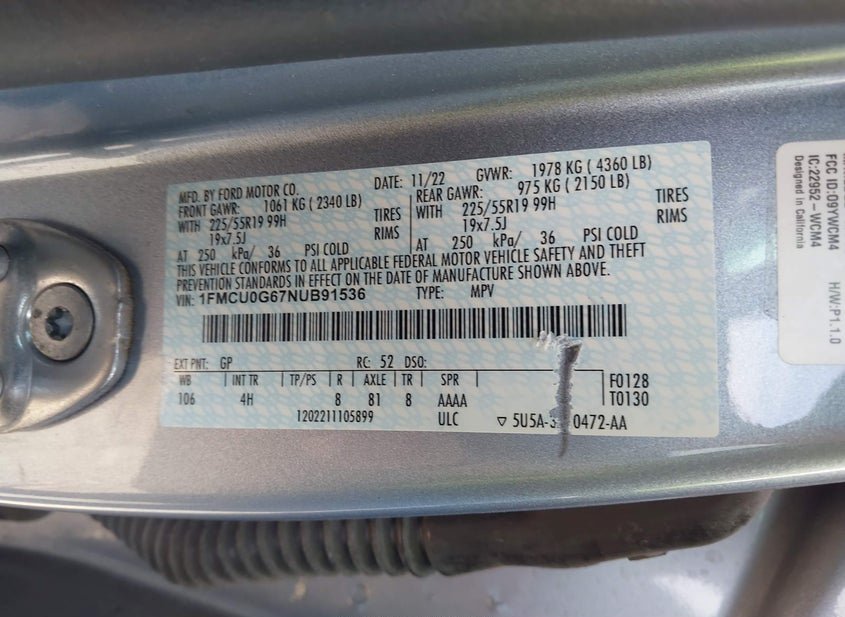 MFD. BY FORD MOTOR CO.
DATE: 11/22 GVWR: 1978 KG ( 4360 LB)
FRONT GAWR: 1061 KG ( 2340 LB)
REAR GAWR: 975 KG ( 2150 LB)
WITH 225/55R19 99H TIRES
19x7.5J RIMS
AT 250 kPa/ 36 PSI COLD
WITH 225/55R19 99H TIRES
19x7.5J RIMS
AT 250 kPa/ 36 PSI COLD
THIS VEHICLE CONFORMS TO ALL APPLICABLE FEDERAL MOTOR VEHICLE SAFETY AND THEFT
PREVENTION STANDARDS IN EFFECT ON THE DATE OF MANUFACTURE SHOWN ABOVE.
VIN: 1FMCU0G67NUB91536 TYPE: MPV
EXT PNT: GP RC: 52 DSO:
WB INT TR TP/PS R AXLE TR SPR F0128
106 4H 8 81 8 AAAA T0130
1202211105899 ULC ▽ 5U5A-3 0472-AA
FCC ID:O9YWCM4
IC:22952-WCM4
Designed in California
H/W:P1.1.0